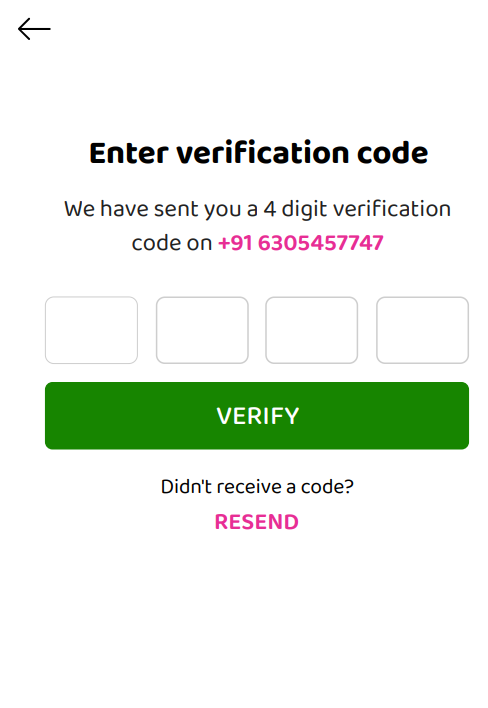 Enter verification code
We have sent you a 4 digit verification
code on +91 6305457747
VERIFY
Didn't receive a code?
RESEND